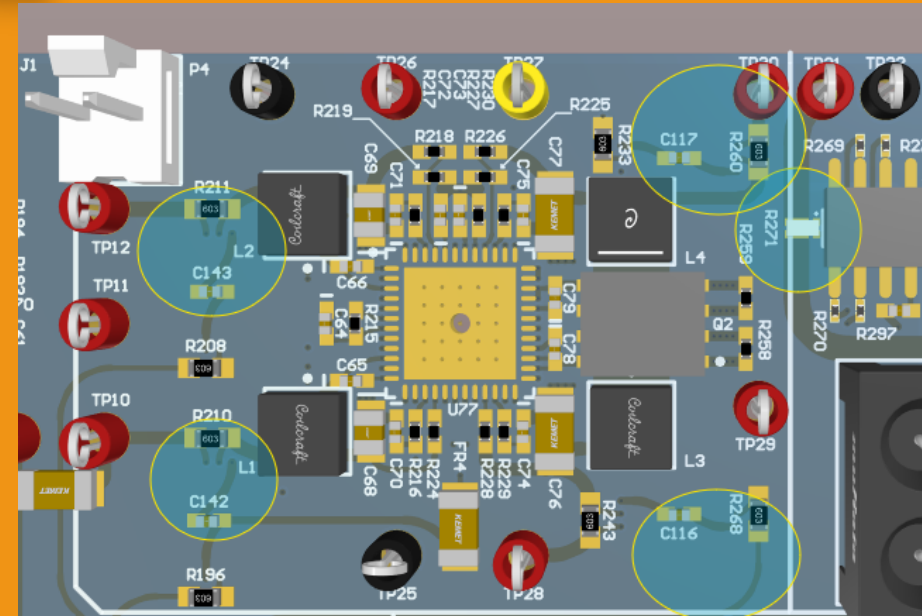 J1
P4
TP24
TP26
R217
C72
C73
R227
R230
TP27
R219
R225
R218
R226
C69
C71
C75
C77
R233
C117
R260
R269
R211
TP12
Coilcraft
KEMET
L2
C143
C66
L4
R259
R271
TP11
C64
R215
C79
C78
Q2
R258
R270
R297
R208
C65
TP10
R210
U77
L1
Coilcraft
C68
C70
R216
R224
FR4
R228
R229
C74
KEMET
C76
Coilcraft
L3
TP29
KEMET
C142
KEMET
R243
C116
R268
R196
TP25
TP28
603
603
603
603
603
603
603
603